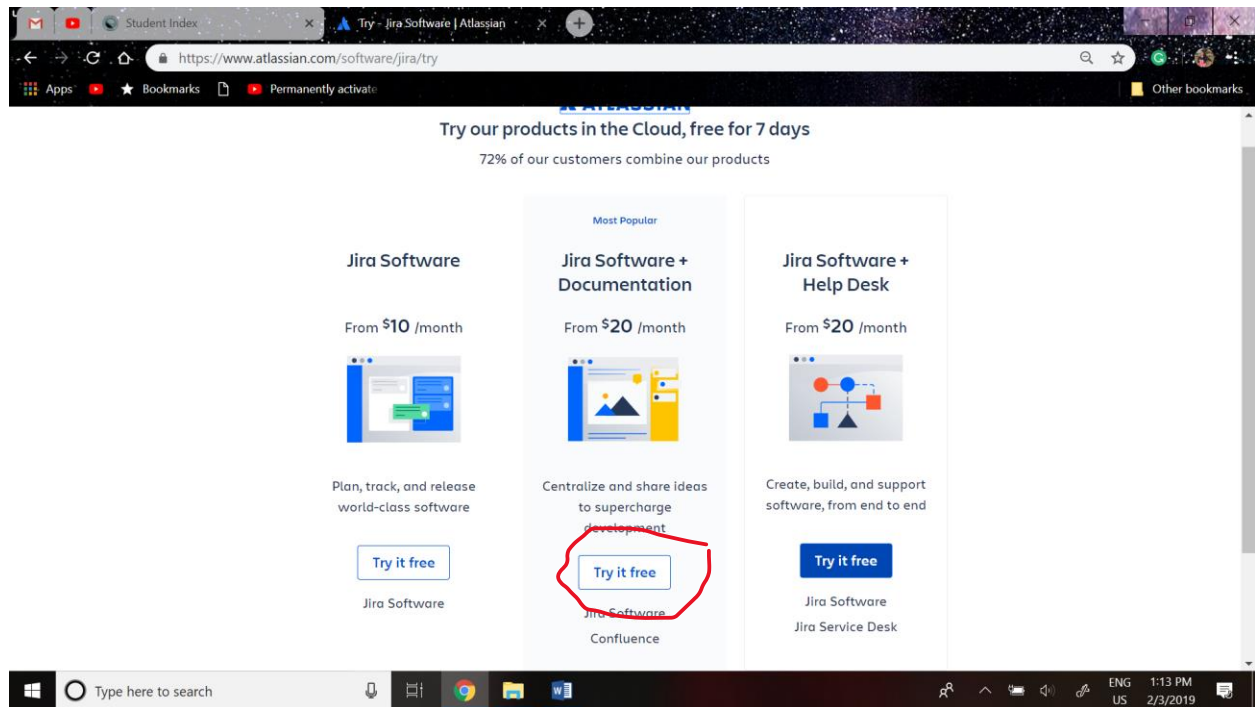 Student Index
Try - Jira Software | Atlassian
https://www.atlassian.com/software/jira/try
Apps
Bookmarks
Permanently activate
Other bookmarks
ATLASSIAN
Try our products in the Cloud, free for 7 days
72% of our customers combine our products
Jira Software
From $10 /month
Plan, track, and release
world-class software
Try it free
Jira Software
Most Popular
Jira Software +
Documentation
From $20 /month
Centralize and share ideas
to supercharge
development
Try it free
Jira Software
Confluence
Jira Software +
Help Desk
From $20 /month
Create, build, and support
software, from end to end
Try it free
Jira Software
Jira Service Desk
Type here to search
ENG
US
1:13 PM
2/3/2019